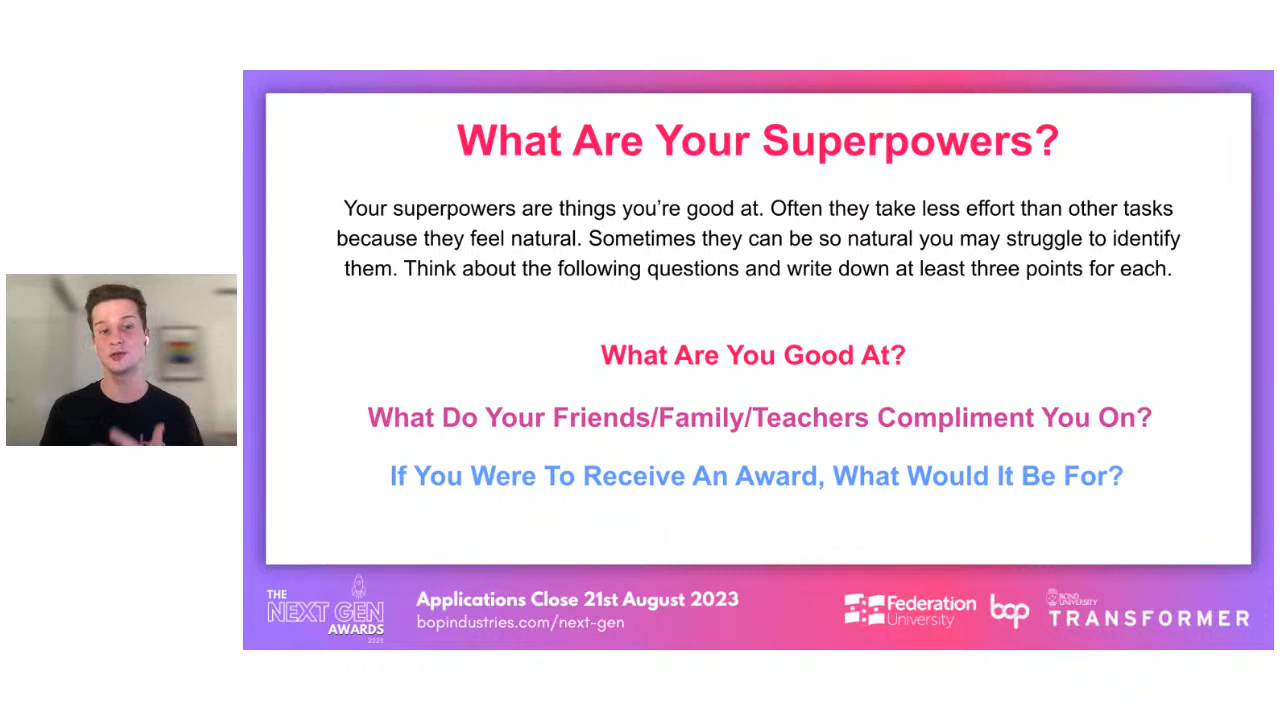 What Are Your Superpowers?
Your superpowers are things you’re good at. Often they take less effort than other tasks
because they feel natural. Sometimes they can be so natural you may struggle to identify
them. Think about the following questions and write down at least three points for each.
What Are You Good At?
What Do Your Friends/Family/Teachers Compliment You On?
If You Were To Receive An Award, What Would It Be For?
THE
NEXT GEN
AWARDS
2023
Applications Close 21st August 2023
bopindustries.com/next-gen
Federation
University
bop
BOND
UNIVERSITY
TRANSFORMER